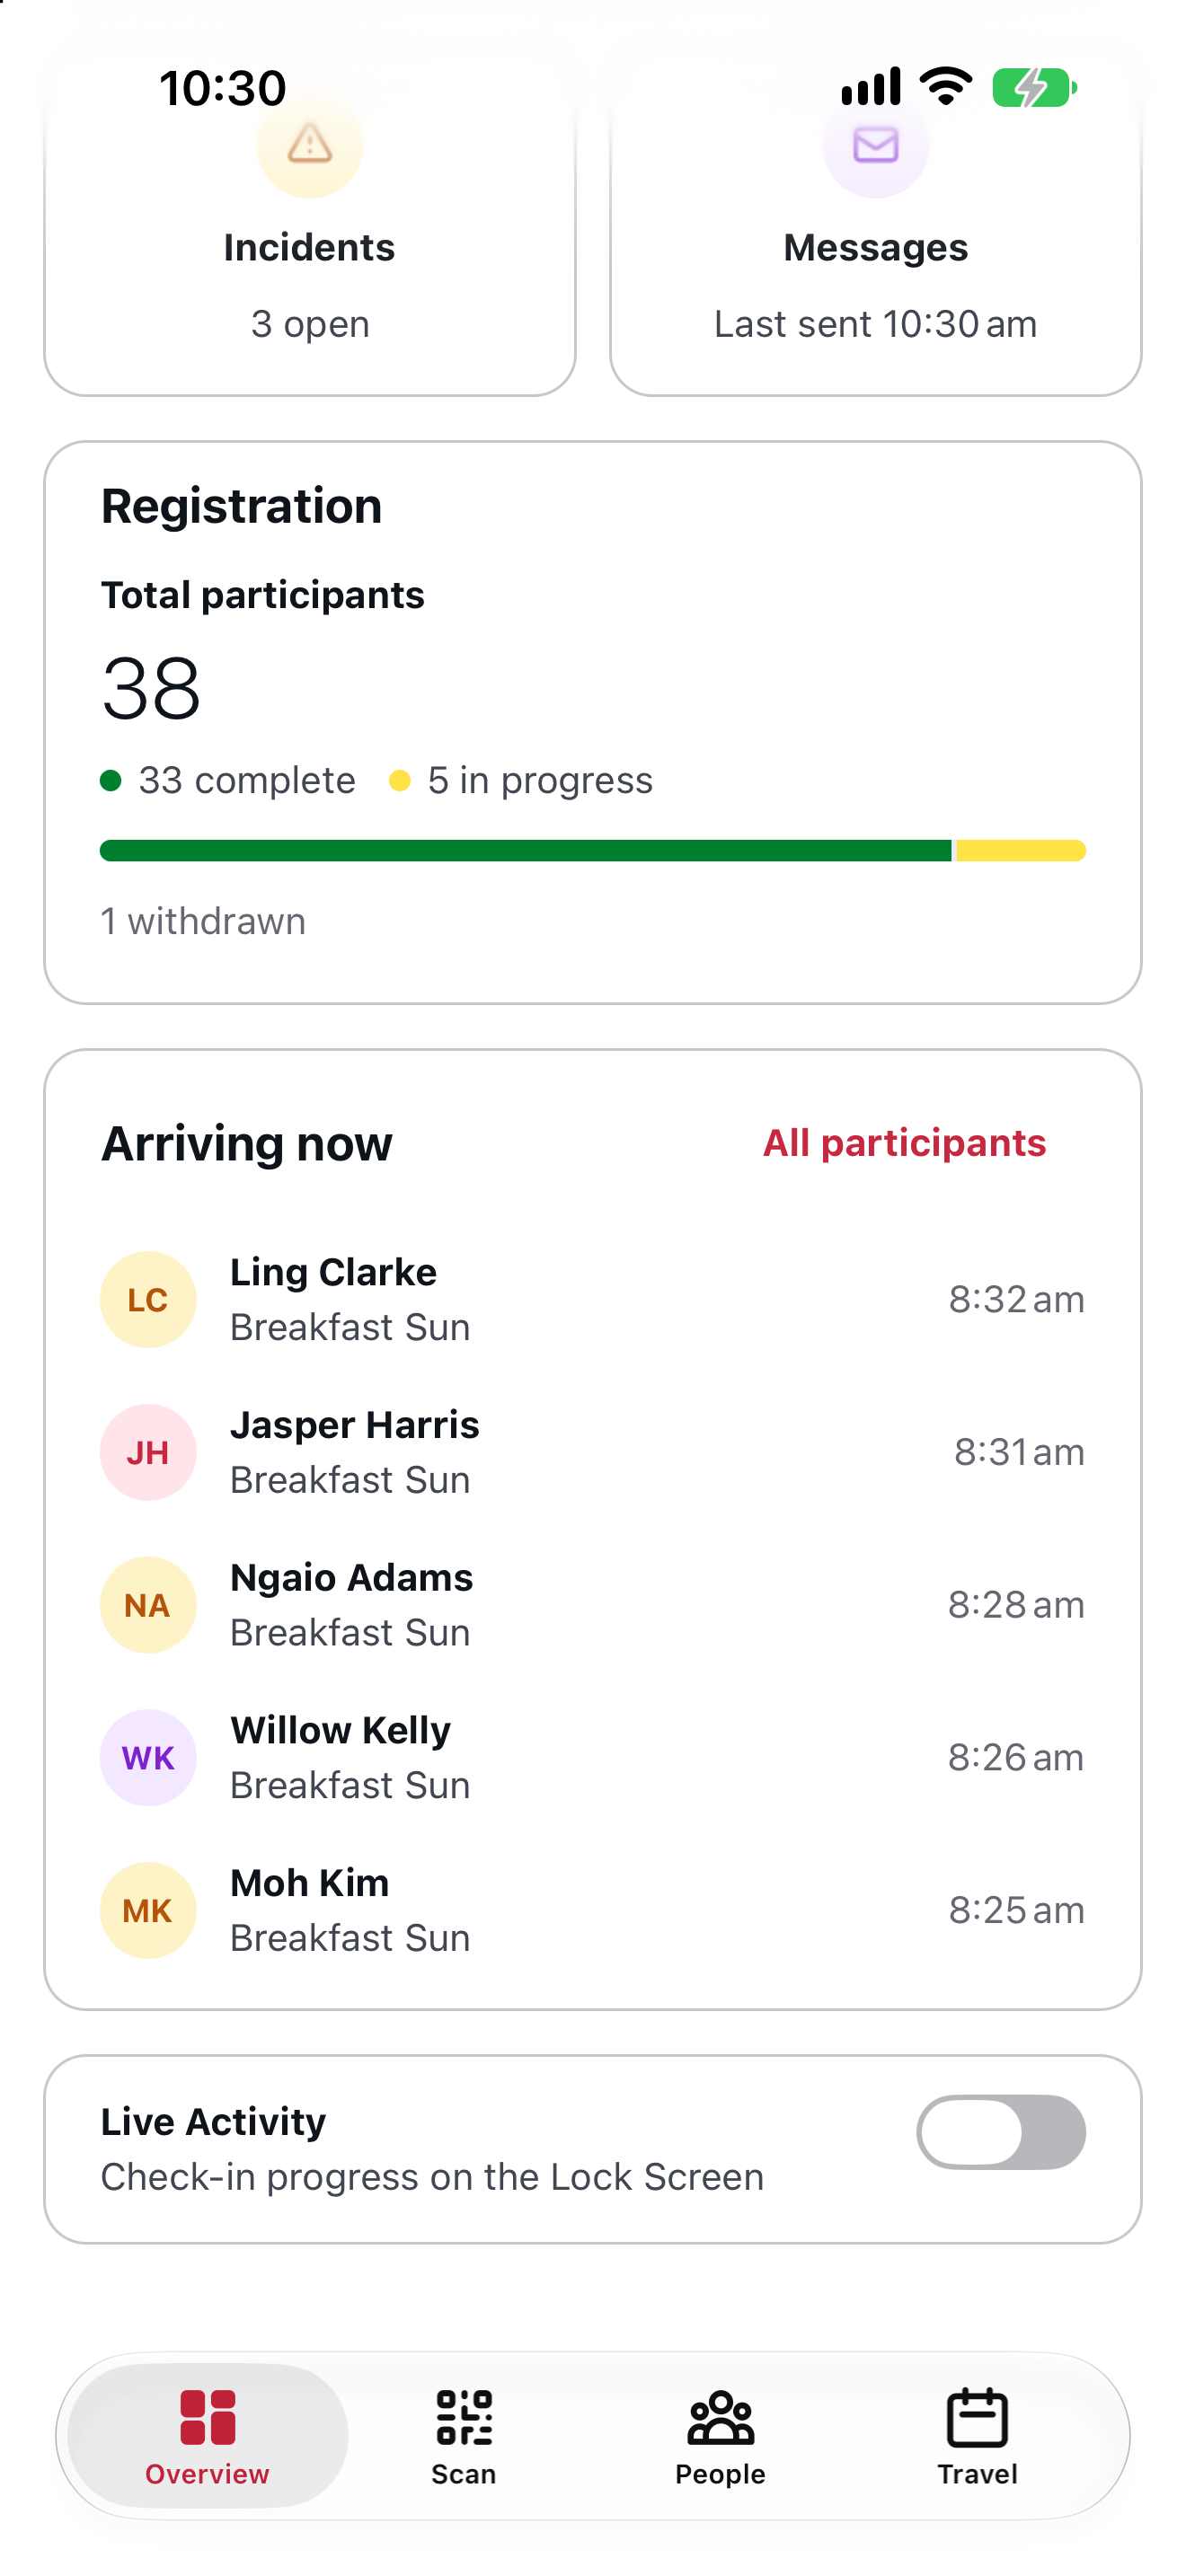 10:30
Incidents
3 open
Messages
Last sent 10:30 am
Registration
Total participants
38
33 complete
5 in progress
1 withdrawn
Arriving now
All participants
LC
Ling Clarke
Breakfast Sun
8:32 am
JH
Jasper Harris
Breakfast Sun
8:31 am
NA
Ngaio Adams
Breakfast Sun
8:28 am
WK
Willow Kelly
Breakfast Sun
8:26 am
MK
Moh Kim
Breakfast Sun
8:25 am
Live Activity
Check-in progress on the Lock Screen
Overview
Scan
People
Travel